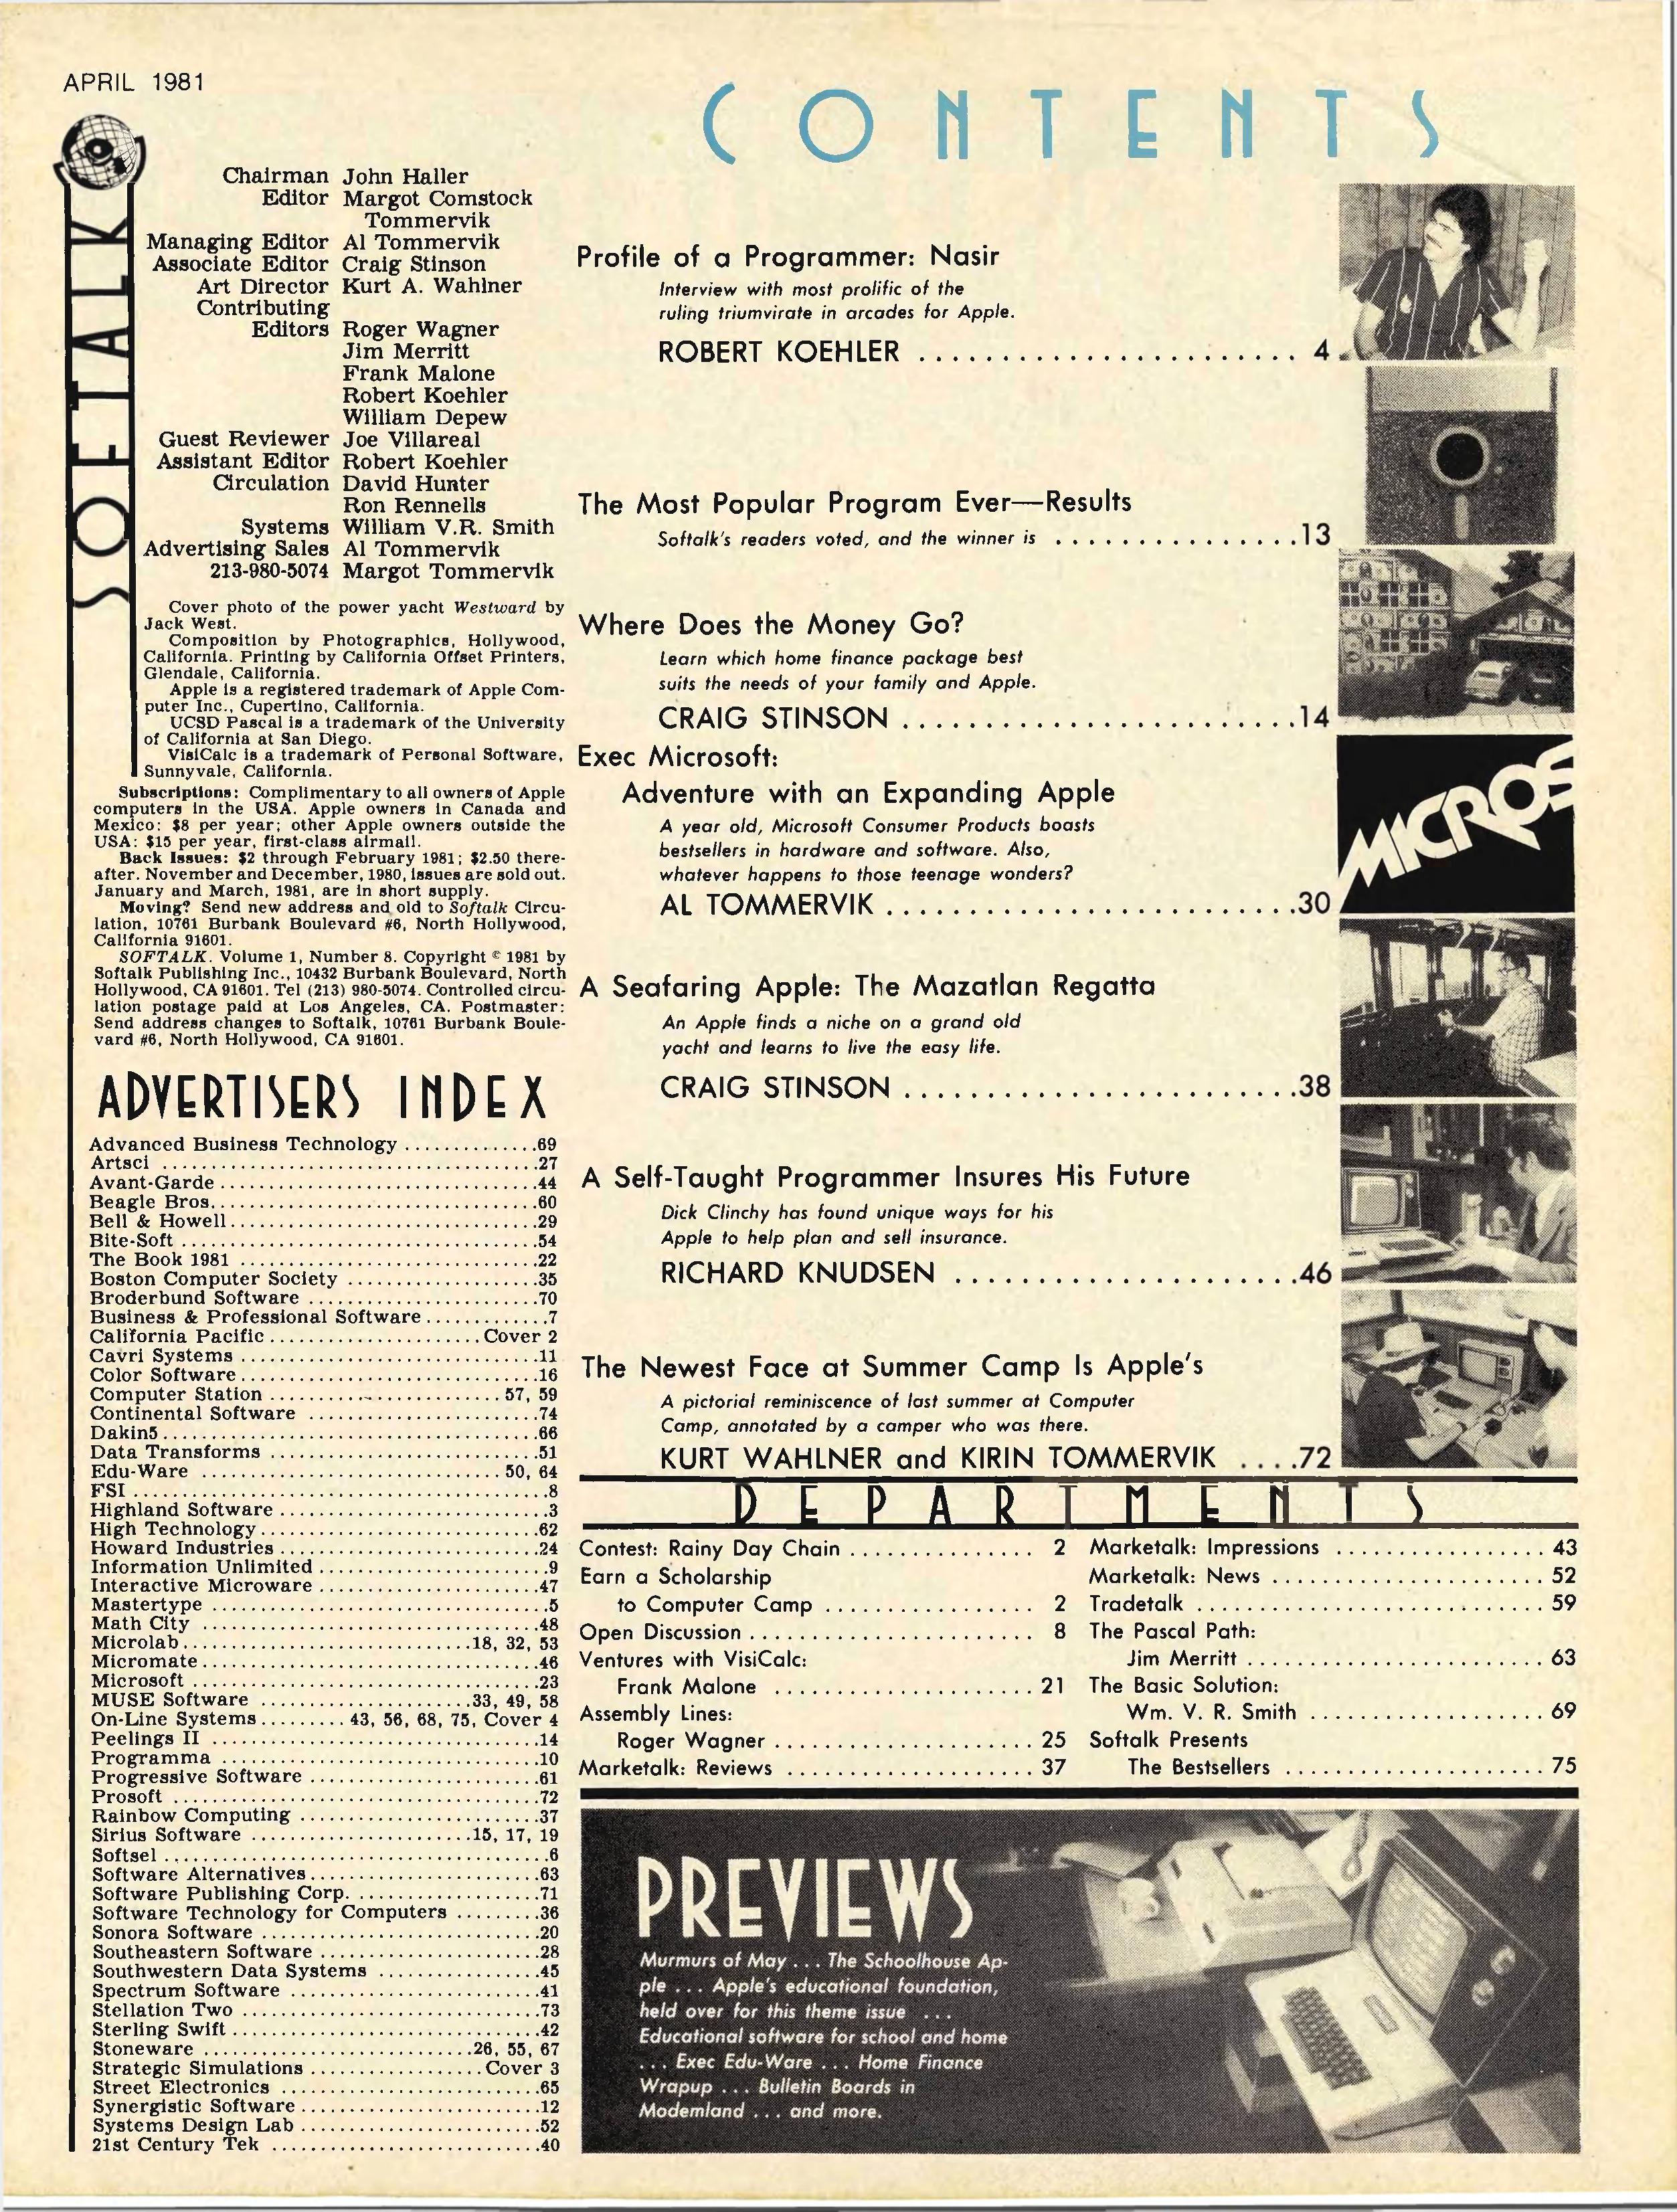 APRIL 1981
CONTENTS
SOFTALK
Chairman John Haller
Editor Margot Comstock
Tommervik
Managing Editor Al Tommervik
Associate Editor Craig Stinson
Art Director Kurt A. Wahlner
Contributing
Editors Roger Wagner
Jim Merritt
Frank Malone
Robert Koehler
William Depew
Guest Reviewer Joe Villareal
Assistant Editor Robert Koehler
Circulation David Hunter
Ron Rennells
Systems William V.R. Smith
Advertising Sales Al Tommervik
213-980-5074 Margot Tommervik
Cover photo of the power yacht Westward by
Jack West.
Composition by Photographics, Hollywood,
California. Printing by California Offset Printers,
Glendale, California.
Apple is a registered trademark of Apple Com-
puter Inc., Cupertino, California.
UCSD Pascal is a trademark of the University
of California at San Diego.
VisiCalc is a trademark of Personal Software,
Sunnyvale, California.
Subscriptions: Complimentary to all owners of Apple
computers in the USA. Apple owners in Canada and
Mexico: $8 per year; other Apple owners outside the
USA: $15 per year, first-class airmail.
Back Issues: $2 through February 1981; $2.50 there-
after. November and December, 1980, issues are sold out.
January and March, 1981, are in short supply.
Moving? Send new address and old to Softalk Circu-
lation, 10761 Burbank Boulevard #6, North Hollywood,
California 91601.
SOFTALK. Volume 1, Number 8. Copyright © 1981 by
Softalk Publishing Inc., 10432 Burbank Boulevard, North
Hollywood, CA 91601. Tel (213) 980-5074. Controlled circu-
lation postage paid at Los Angeles, CA. Postmaster:
Send address changes to Softalk, 10761 Burbank Boule-
vard #6, North Hollywood, CA 91601.
ADVERTISERS INDEX
Advanced Business Technology ..............69
Artsci ......................................27
Avant-Garde ................................44
Beagle Bros. ................................60
Bell & Howell ...............................29
Bite-Soft ....................................54
The Book 1981 ..............................22
Boston Computer Society ...................35
Broderbund Software .......................70
Business & Professional Software ............7
California Pacific ...................... Cover 2
Cavri Systems ..............................11
Color Software ..............................16
Computer Station ....................... 57, 59
Continental Software .......................74
Dakin5 ......................................66
Data Transforms ...........................51
Edu-Ware .............................. 50, 64
FSI ..........................................8
Highland Software ...........................3
High Technology ............................62
Howard Industries ..........................24
Information Unlimited .......................9
Interactive Microware ......................47
Mastertype ..................................5
Math City ..................................48
Microlab .............................18, 32, 53
Micromate ..................................46
Microsoft ...................................23
MUSE Software .....................33, 49, 58
On-Line Systems ......... 43, 56, 68, 75, Cover 4
Peelings II .................................14
Programma ................................10
Progressive Software .......................61
Prosoft .....................................72
Rainbow Computing ........................37
Sirius Software ......................15, 17, 19
Softsel .......................................6
Software Alternatives .......................63
Software Publishing Corp. ..................71
Software Technology for Computers .........36
Sonora Software ............................20
Southeastern Software ......................28
Southwestern Data Systems ................45
Spectrum Software .........................41
Stellation Two ..............................73
Sterling Swift ...............................42
Stoneware ...........................26, 55, 67
Strategic Simulations .................. Cover 3
Street Electronics ..........................65
Synergistic Software ........................12
Systems Design Lab ........................52
21st Century Tek ...........................40
Profile of a Programmer: Nasir
Interview with most prolific of the
ruling triumvirate in arcades for Apple.
ROBERT KOEHLER ....................... 4
The Most Popular Program Ever—Results
Softalk's readers voted, and the winner is ...............13
Where Does the Money Go?
Learn which home finance package best
suits the needs of your family and Apple.
CRAIG STINSON ........................14
Exec Microsoft:
Adventure with an Expanding Apple
A year old, Microsoft Consumer Products boasts
bestsellers in hardware and software. Also,
whatever happens to those teenage wonders?
AL TOMMERVIK .........................30
MICROS
A Seafaring Apple: The Mazatlan Regatta
An Apple finds a niche on a grand old
yacht and learns to live the easy life.
CRAIG STINSON ........................38
A Self-Taught Programmer Insures His Future
Dick Clinchy has found unique ways for his
Apple to help plan and sell insurance.
RICHARD KNUDSEN .....................46
The Newest Face at Summer Camp Is Apple's
A pictorial reminiscence of last summer at Computer
Camp, annotated by a camper who was there.
KURT WAHLNER and KIRIN TOMMERVIK ....72
DEPARTMENTS
Contest: Rainy Day Chain ............... 2
Earn a Scholarship
to Computer Camp ................. 2
Open Discussion ....................... 8
Ventures with VisiCalc:
Frank Malone .....................21
Assembly Lines:
Roger Wagner .....................25
Marketalk: Reviews ....................37
Marketalk: Impressions .................43
Marketalk: News ......................52
Tradetalk ............................59
The Pascal Path:
Jim Merritt ........................63
The Basic Solution:
Wm. V. R. Smith ...................69
Softalk Presents
The Bestsellers .....................75
PREVIEWS
Murmurs of May ... The Schoolhouse Ap-
ple ... Apple's educational foundation,
held over for this theme issue ...
Educational software for school and home
... Exec Edu-Ware ... Home Finance
Wrapup ... Bulletin Boards in
Modemland ... and more.